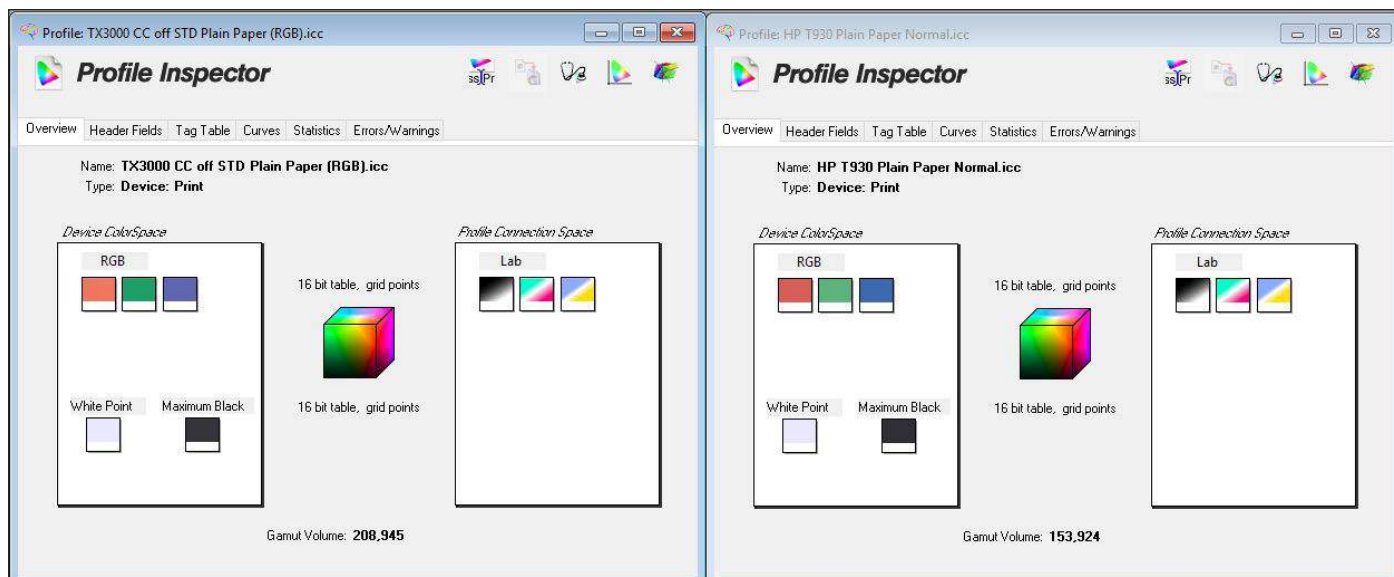 Profile: TX3000 CC off STD Plain Paper (RGB).icc
Profile Inspector
Overview Header Fields Tag Table Curves Statistics Errors/Warnings
Name: TX3000 CC off STD Plain Paper (RGB).icc
Type: Device: Print
Device ColorSpace
Profile Connection Space
RGB
Lab
16 bit table, grid points
White Point
Maximum Black
16 bit table, grid points
Gamut Volume: 208,945
Profile: HP T930 Plain Paper Normal.icc
Profile Inspector
Overview Header Fields Tag Table Curves Statistics Errors/Warnings
Name: HP T930 Plain Paper Normal.icc
Type: Device: Print
Device ColorSpace
Profile Connection Space
RGB
Lab
16 bit table, grid points
White Point
Maximum Black
16 bit table, grid points
Gamut Volume: 153,924